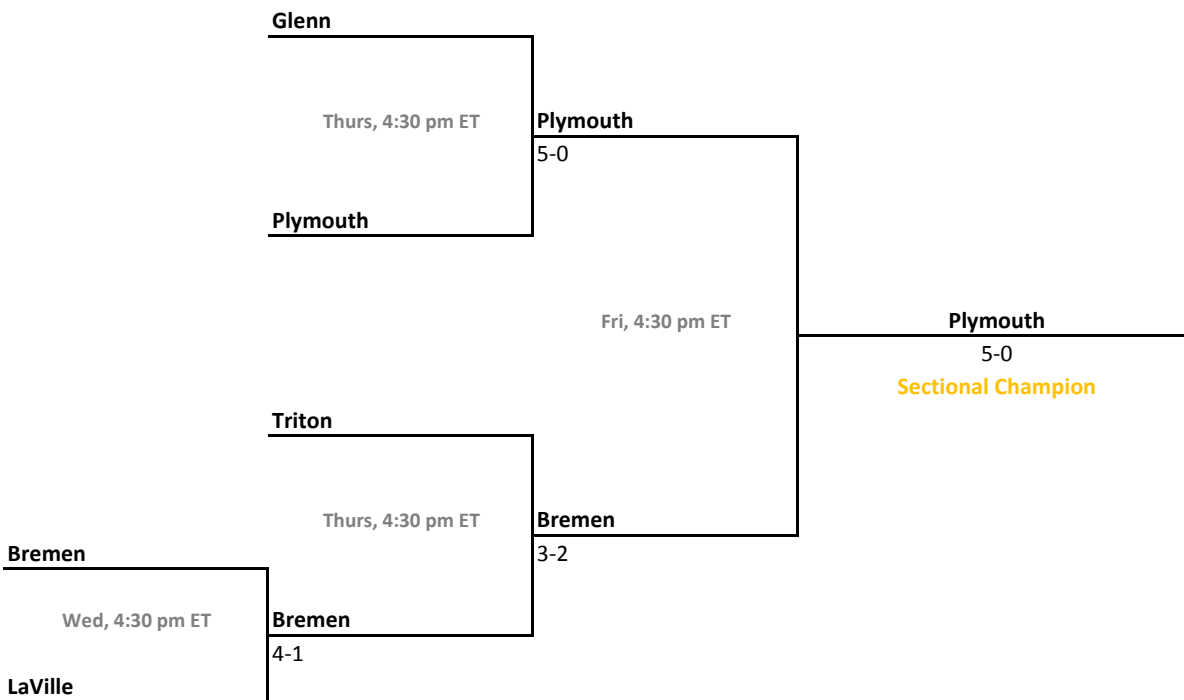 Glenn
Thurs, 4:30 pm ET
Plymouth
5-0
Plymouth
Fri, 4:30 pm ET
Plymouth
5-0
Sectional Champion
Triton
Thurs, 4:30 pm ET
Bremen
3-2
Bremen
Wed, 4:30 pm ET
Bremen
4-1
LaVille